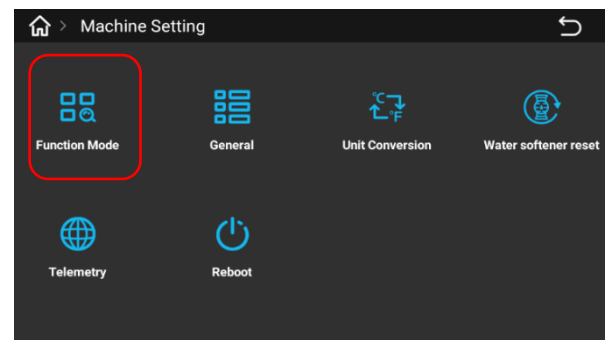 > Machine Setting
Function Mode
General
°C °F
Unit Conversion
Water softener reset
Telemetry
Reboot